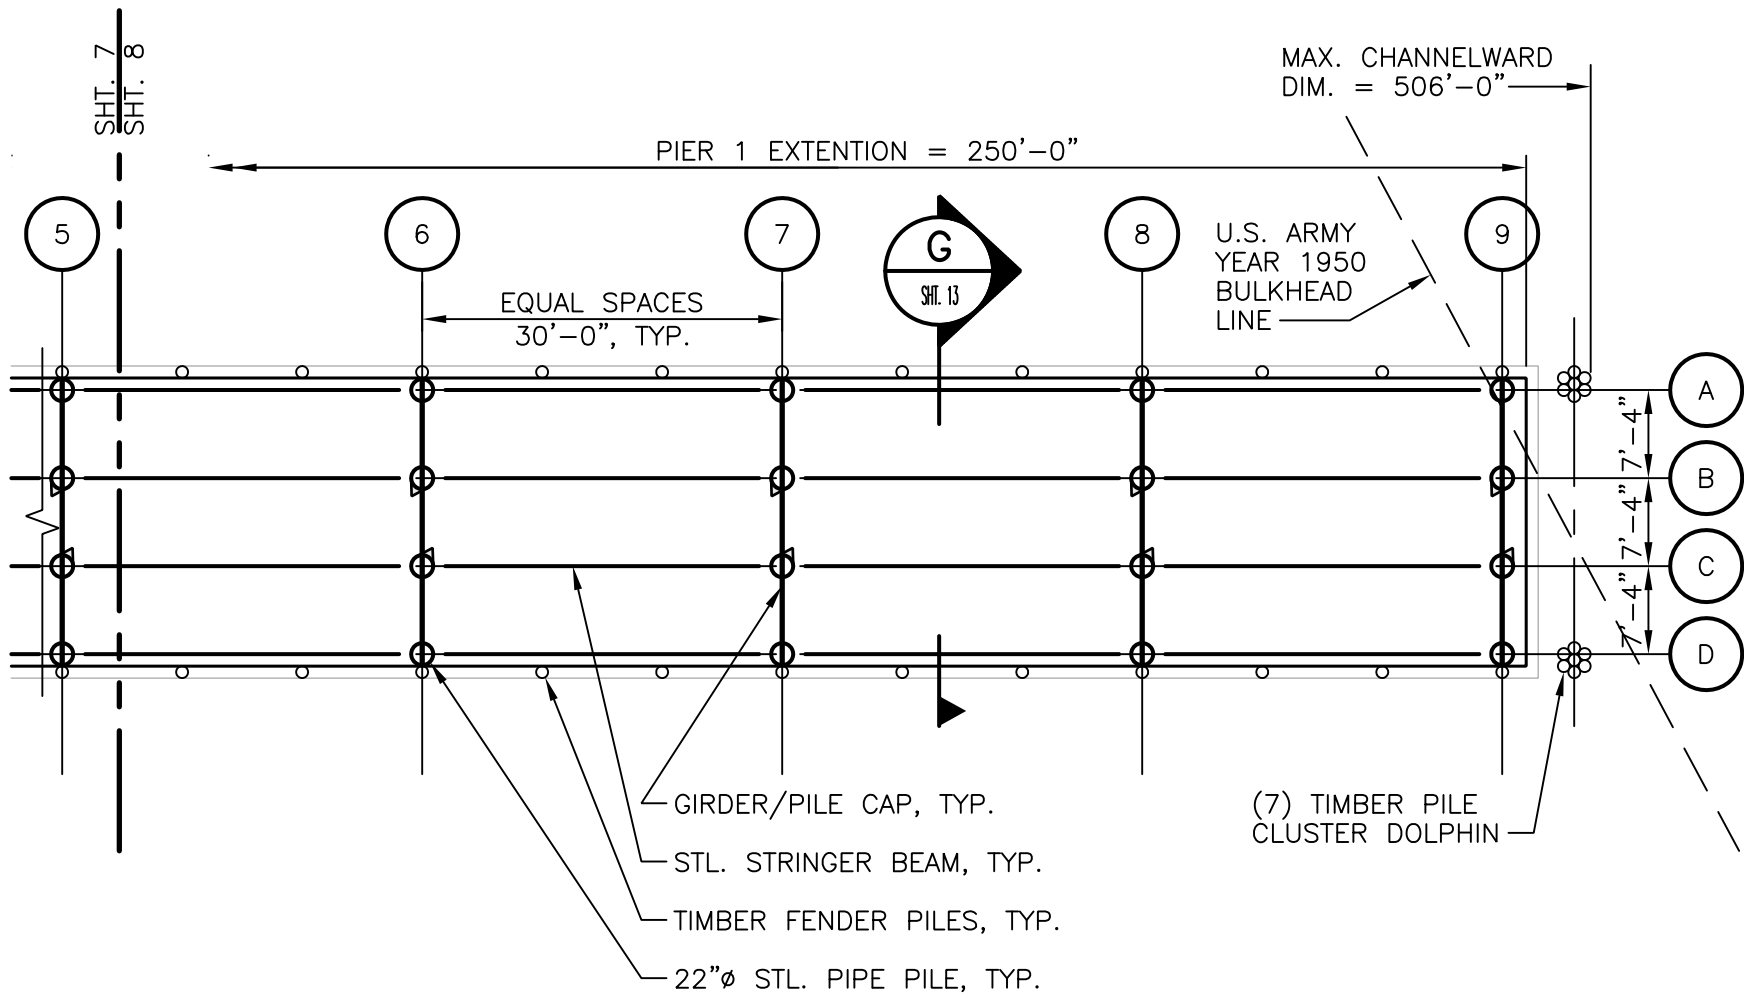 SHT. 7
SHT. 8
MAX. CHANNELWARD
DIM. = 506'-0"
PIER 1 EXTENTION = 250'-0"
5
6
7
8
9
G
SHT. 13
U.S. ARMY
YEAR 1950
BULKHEAD
LINE
EQUAL SPACES
30'-0", TYP.
A
7'-4"
B
7'-4"
C
7'-4"
D
GIRDER/PILE CAP, TYP.
STL. STRINGER BEAM, TYP.
TIMBER FENDER PILES, TYP.
22"ø STL. PIPE PILE, TYP.
(7) TIMBER PILE
CLUSTER DOLPHIN